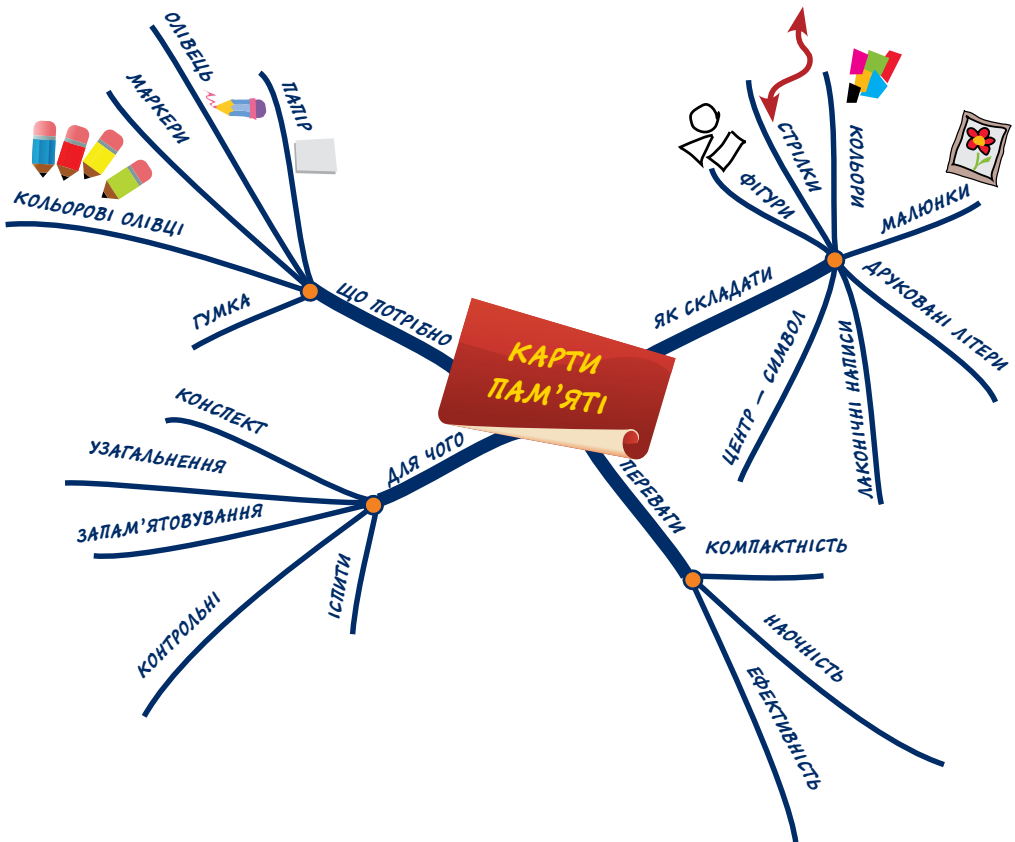 КАРТИ
ПАМ’ЯТІ
ЩО ПОТРІБНО
ПАПІР
ОЛІВЕЦЬ
МАРКЕРИ
КОЛЬОРОВІ ОЛІВЦІ
ГУМКА
ЯК СКЛАДАТИ
ФІГУРИ
СТРІЛКИ
КОЛЬОРИ
МАЛЮНКИ
ДРУКОВАНІ ЛІТЕРИ
ЛАКОНІЧНІ НАПИСИ
ЦЕНТР – СИМВОЛ
ДЛЯ ЧОГО
КОНСПЕКТ
УЗАГАЛЬНЕННЯ
ЗАПАМ’ЯТОВУВАННЯ
КОНТРОЛЬНІ
ІСПИТИ
ПЕРЕВАГИ
КОМПАКТНІСТЬ
НАОЧНІСТЬ
ЕФЕКТИВНІСТЬ